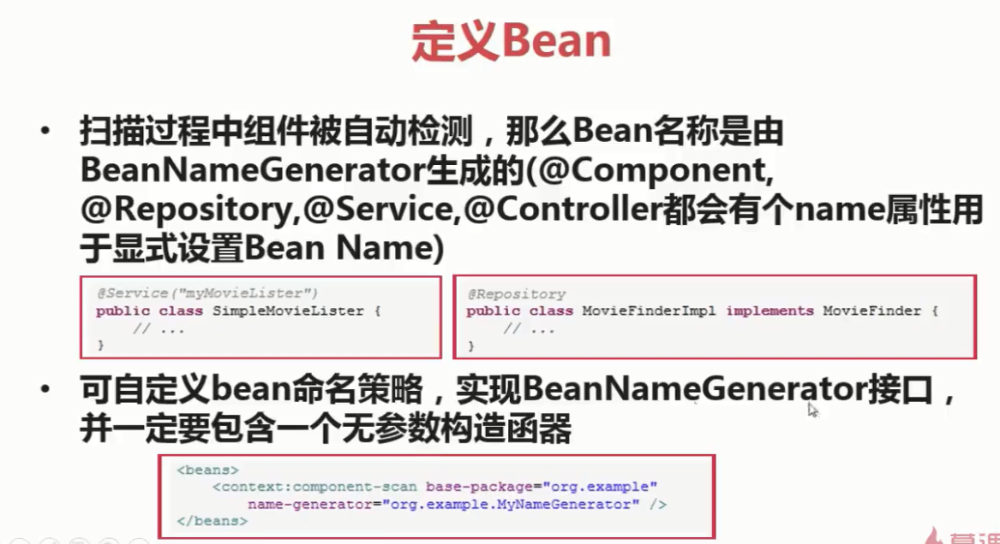 定义Bean
• 扫描过程中组件被自动检测，那么Bean名称是由
BeanNameGenerator生成的(@Component,
@Repository,@Service,@Controller都会有个name属性用
于显式设置Bean Name)
@Service("myMovieLister")
public class SimpleMovieLister {
// ...
}
@Repository
public class MovieFinderImpl implements MovieFinder {
// ...
}
• 可自定义bean命名策略，实现BeanNameGenerator接口，
并一定要包含一个无参数构造函器
<beans>
<context:component-scan base-package="org.example"
name-generator="org.example.MyNameGenerator" />
</beans>